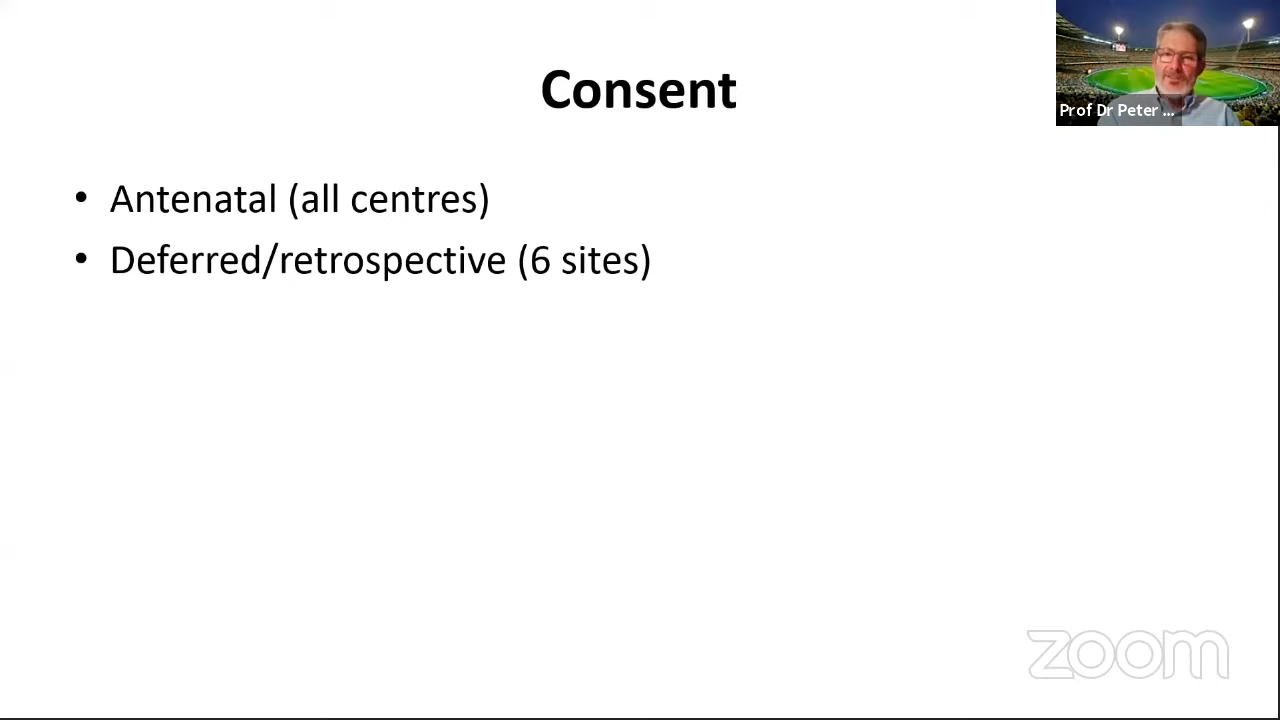 Consent
Prof Dr Peter ...
• Antenatal (all centres)
• Deferred/retrospective (6 sites)
zoom